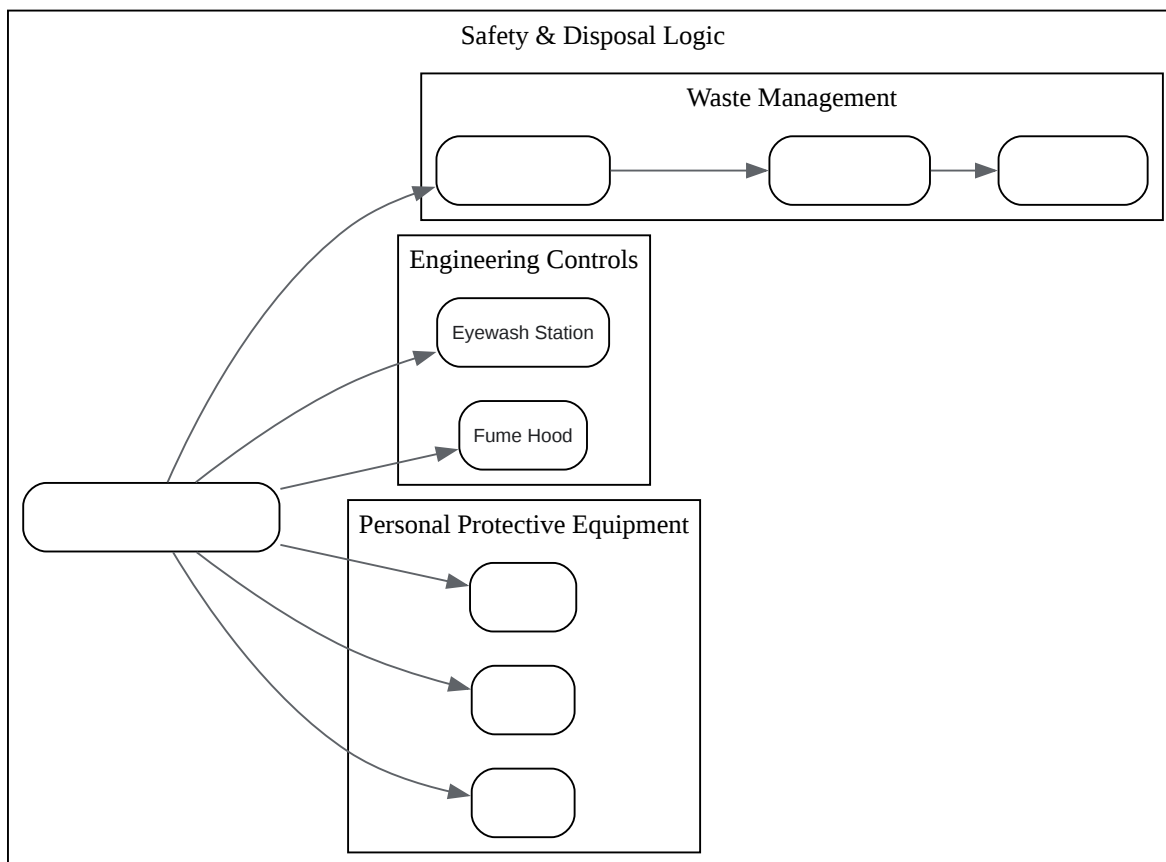 Safety & Disposal Logic
Waste Management
Engineering Controls
Eyewash Station
Fume Hood
Personal Protective Equipment